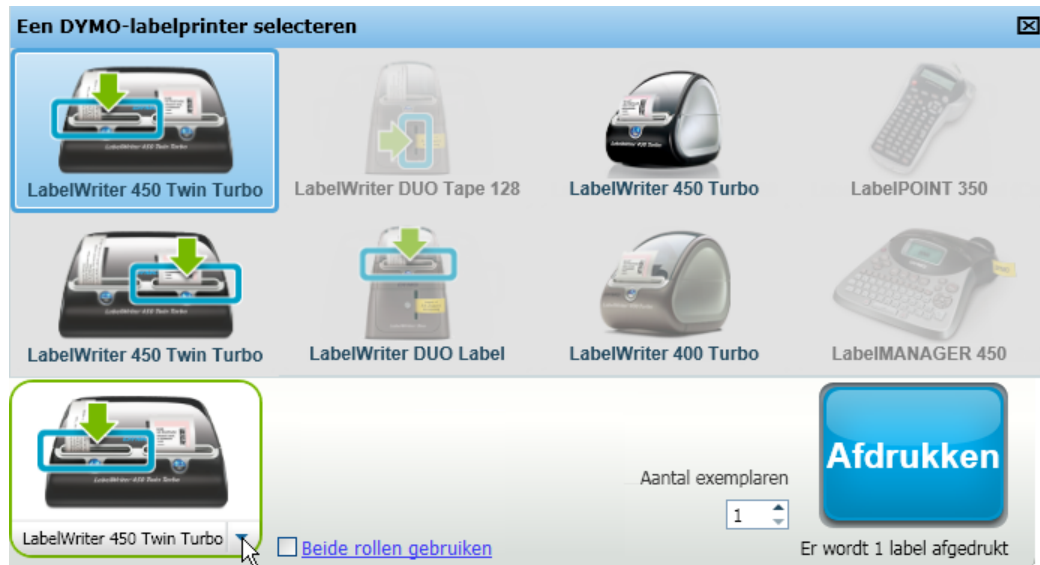 Een DYMO-labelprinter selecteren
LabelWriter 450 Twin Turbo
LabelWriter DUO Tape 128
LabelWriter 450 Turbo
LabelPOINT 350
LabelWriter 450 Twin Turbo
LabelWriter DUO Label
LabelWriter 400 Turbo
LabelMANAGER 450
LabelWriter 450 Twin Turbo
Beide rollen gebruiken
Aantal exemplaren
1
Afdrukken
Er wordt 1 label afgedrukt